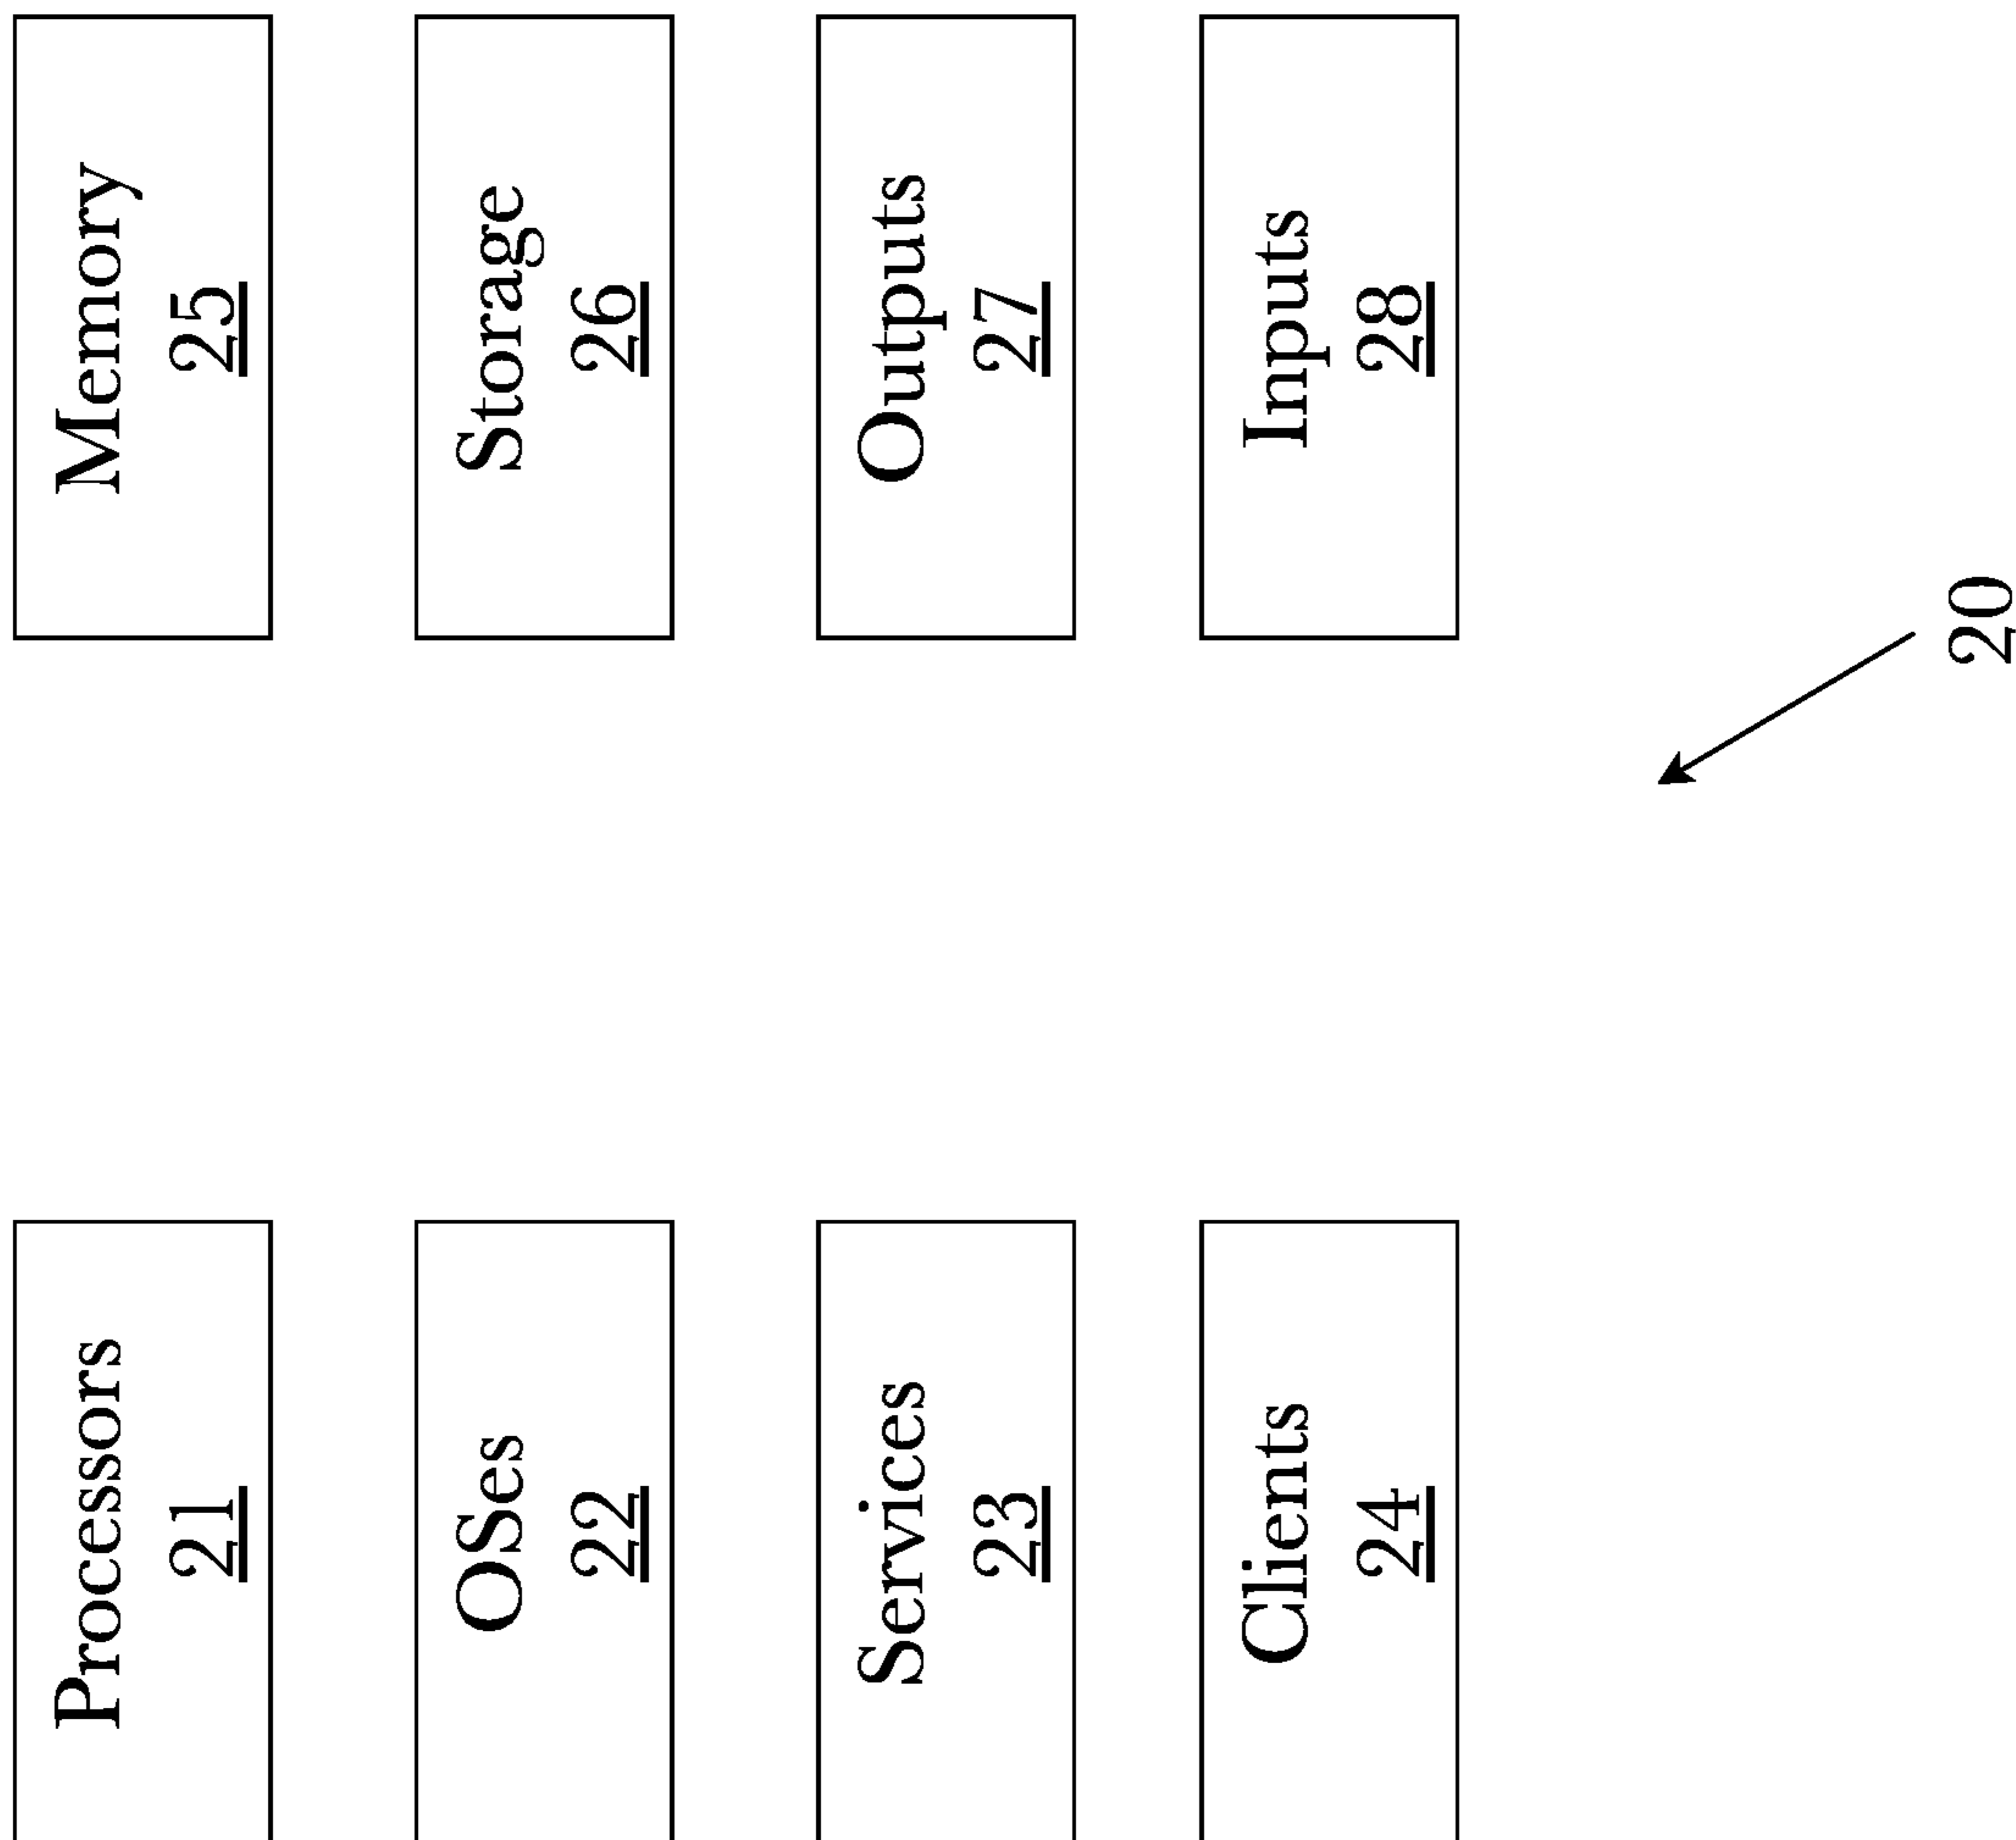 Processors
21
Memory
25
OSes
22
Storage
26
Services
23
Outputs
27
Clients
24
Inputs
28
20